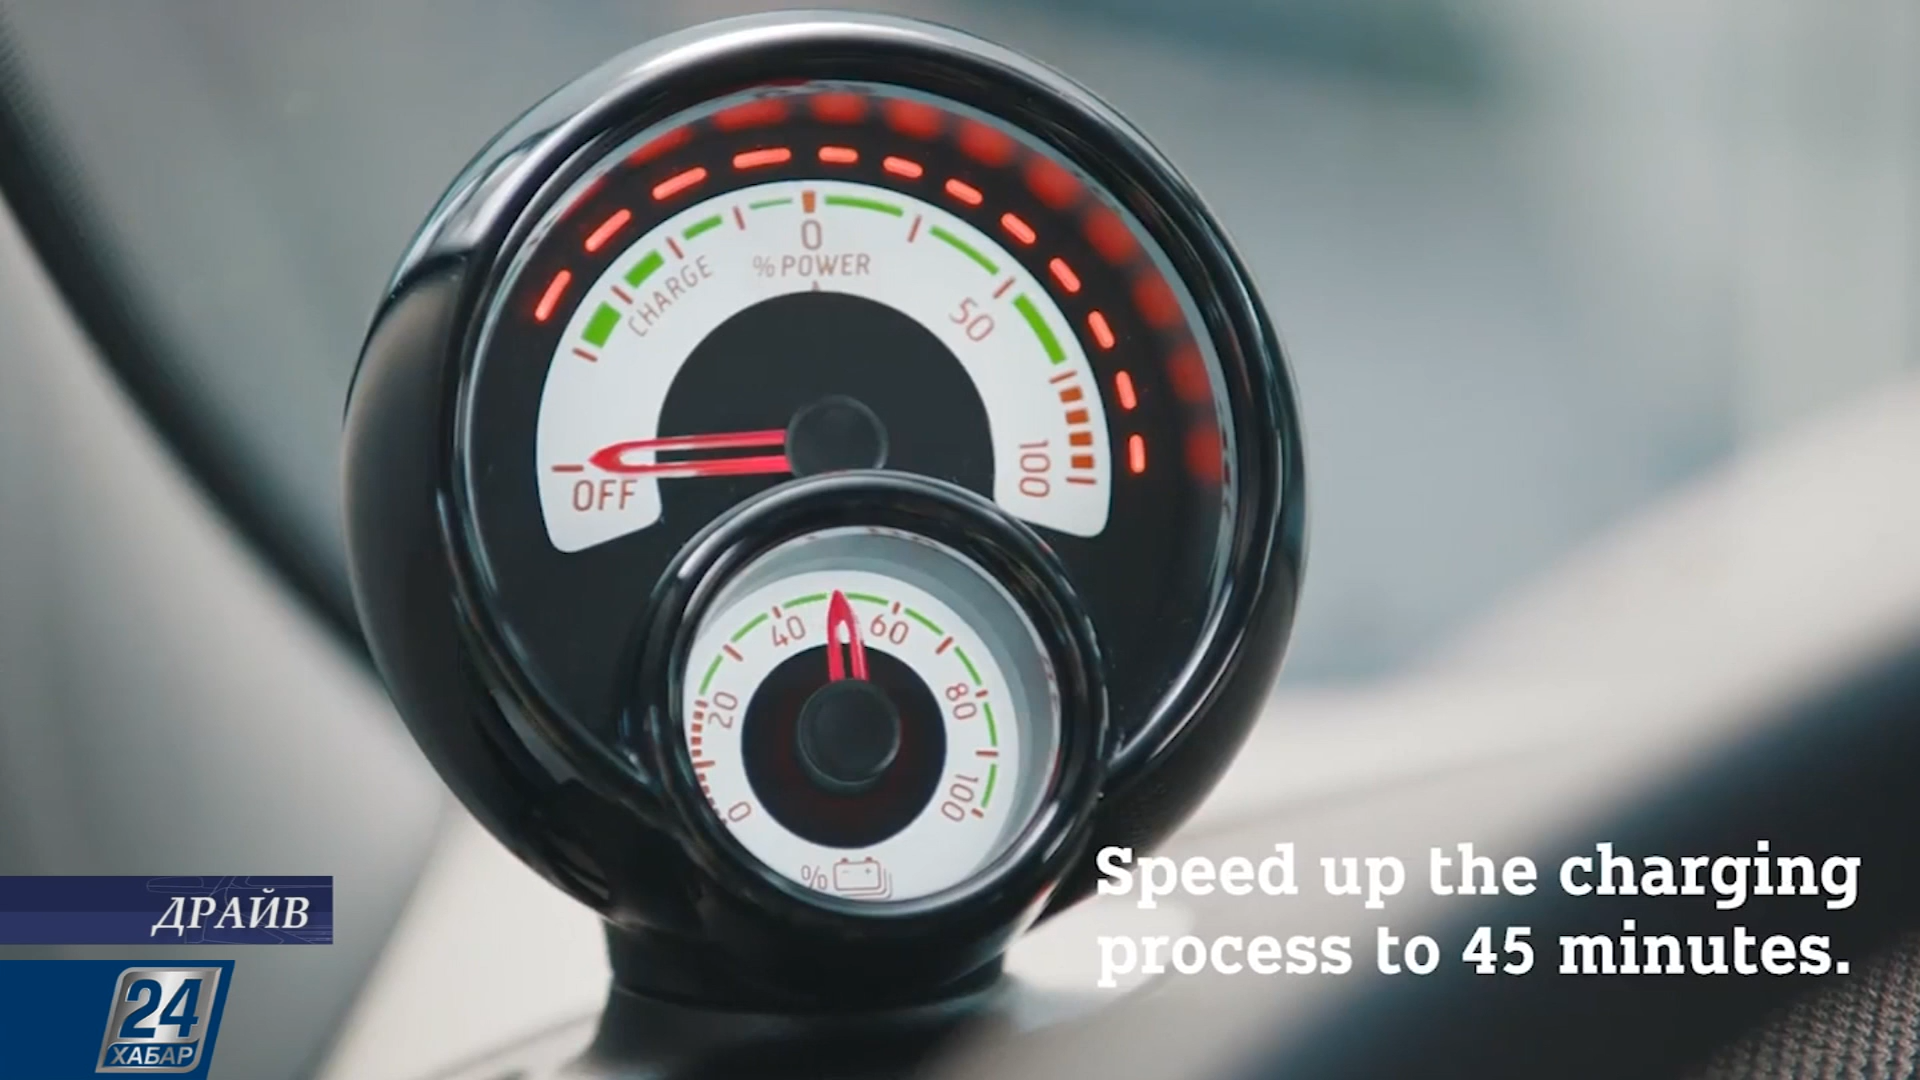 0
% POWER
CHARGE
50
100
OFF
40
60
20
80
0
100
%
Speed up the charging
process to 45 minutes.
ДРАЙВ
24
ХАБАР